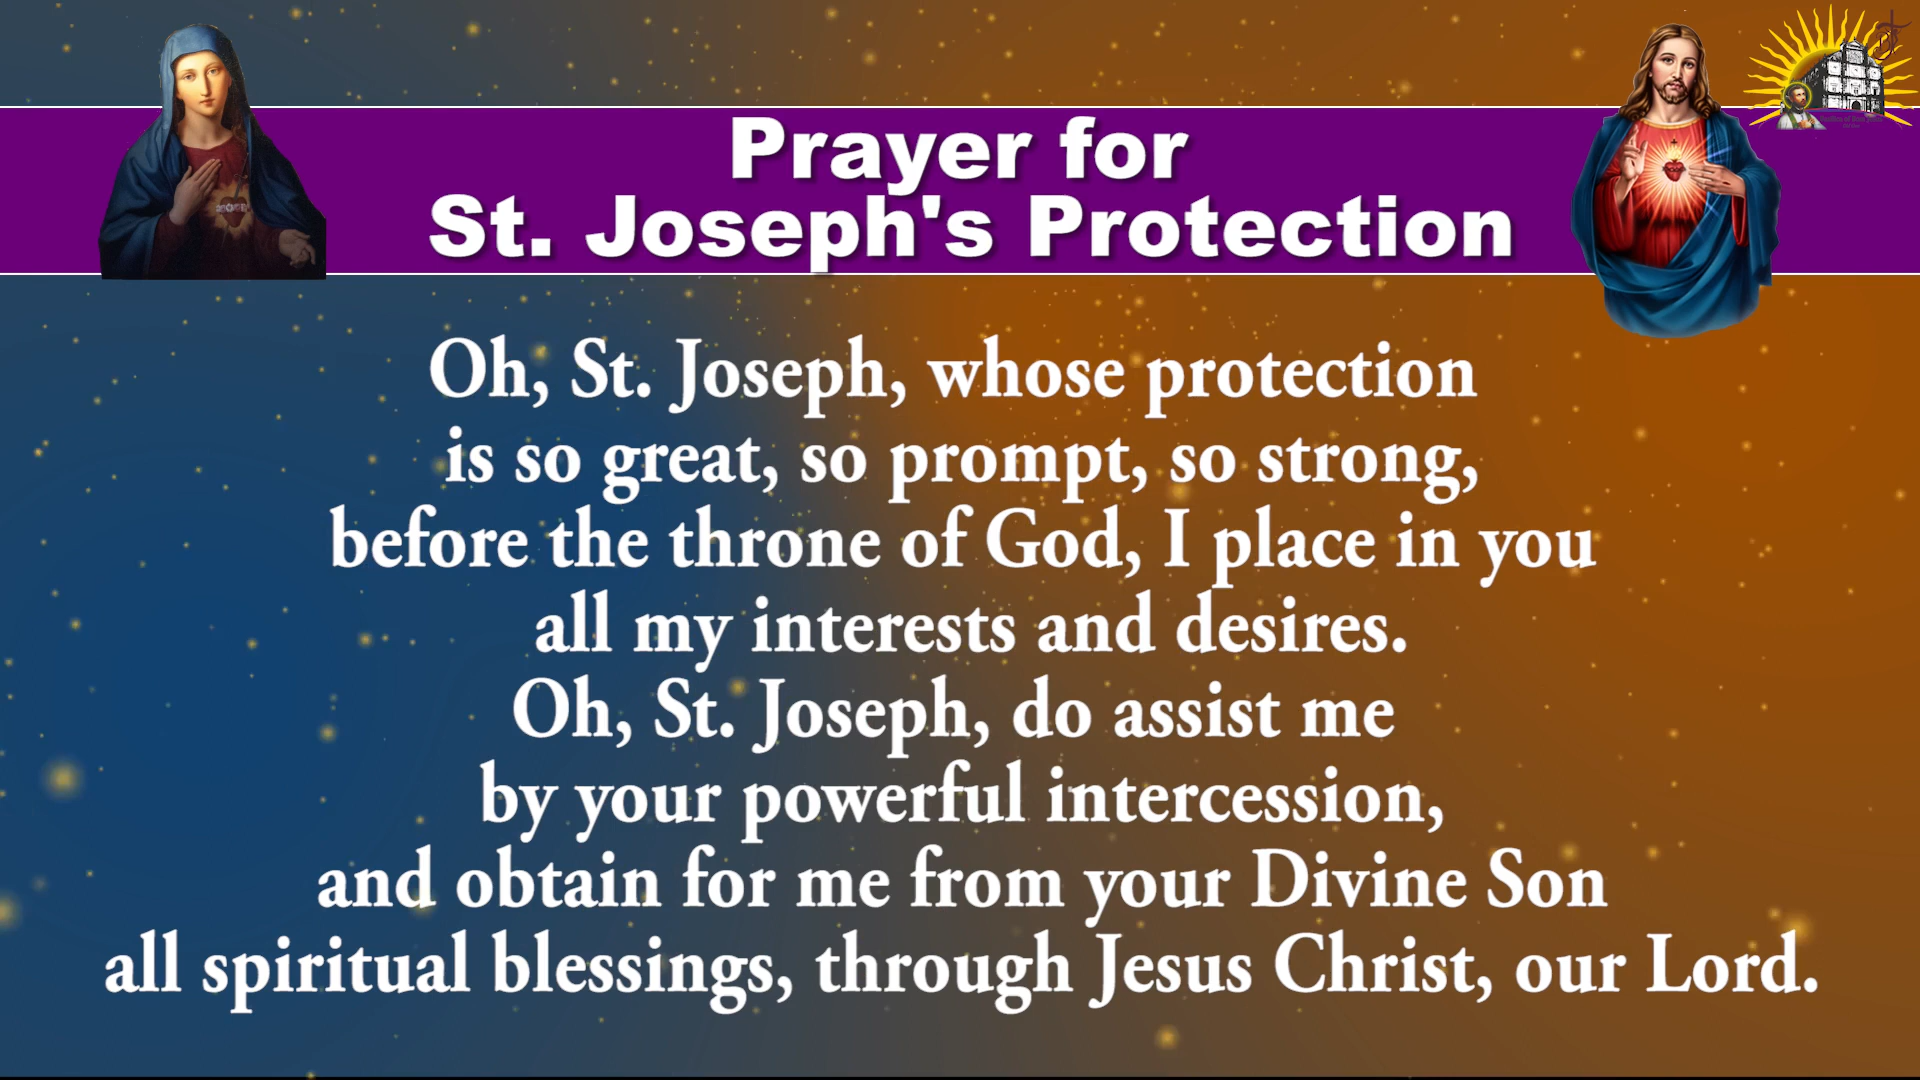 Prayer for
St. Joseph's Protection
Oh, St. Joseph, whose protection
is so great, so prompt, so strong,
before the throne of God, I place in you
all my interests and desires.
Oh, St. Joseph, do assist me
by your powerful intercession,
and obtain for me from your Divine Son
all spiritual blessings, through Jesus Christ, our Lord.